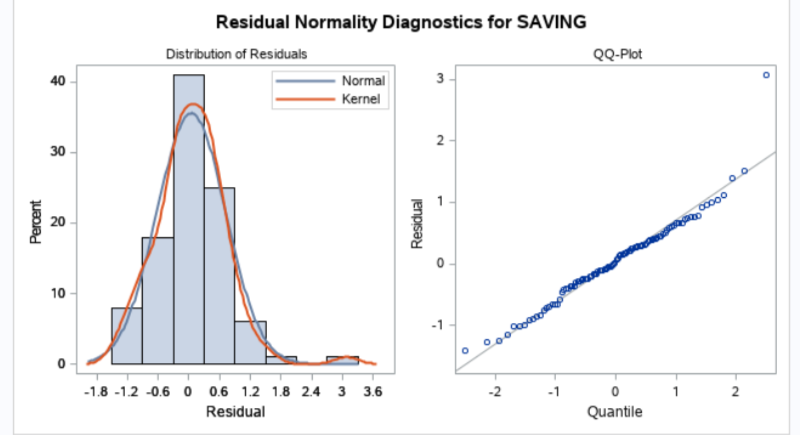 Residual Normality Diagnostics for SAVING
Distribution of Residuals
Normal
Kernel
Percent
40
30
20
10
0
-1.8 -1.2 -0.6 0 0.6 1.2 1.8 2.4 3 3.6
Residual
QQ-Plot
Residual
3
2
1
0
-1
-2 -1 0 1 2
Quantile